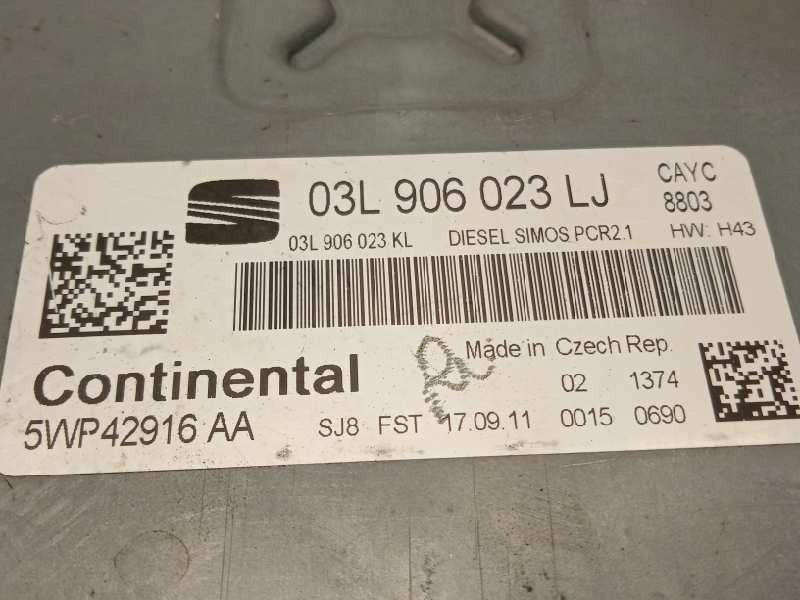 03L 906 023 LJ CAYC
8803
03L 906 023 KL DIESEL SIMOS PCR2.1 HW: H43
Made in Czech Rep.
Continental 02 1374
5WP42916 AA SJ8 FST 17.09.11 0015 0690